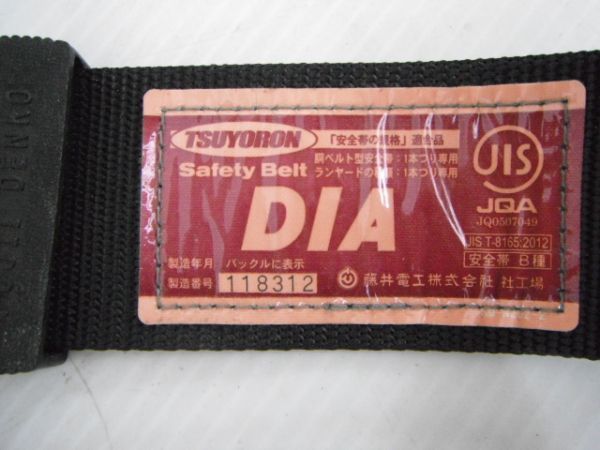 TSUYORON
Safety Belt
「安全帯の規格」適合品
胴ベルト型安全帯：1本つり専用
ランヤードの種類：1本つり専用
DIA
JIS
JQA
JQ0507049
JIS T-8165:2012
安全帯 B種
製造年月 バックルに表示
製造番号 118312
藤井電工株式会社 社工場
DENKO